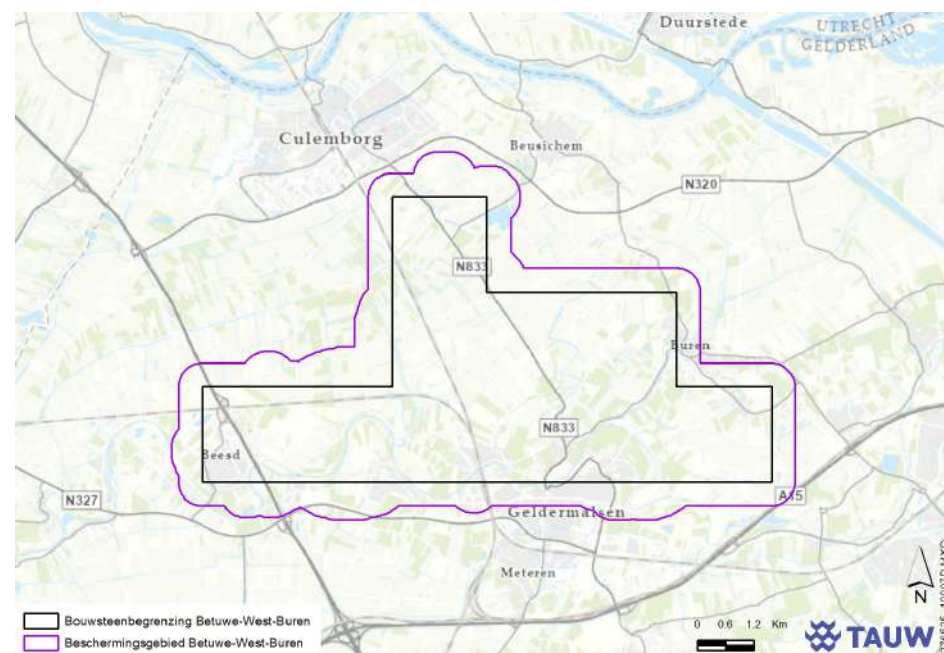 Duurstede
UTRECHT
GELDERLAND
Culemborg
Beusichem
N320
N833
Buren
N833
Beesd
N327
A15
Geldermalsen
Meteren
N
Bouwsteenbegrenzing Betuwe-West-Buren
Beschermingsgebied Betuwe-West-Buren
0 0.6 1.2 Km
TAUW